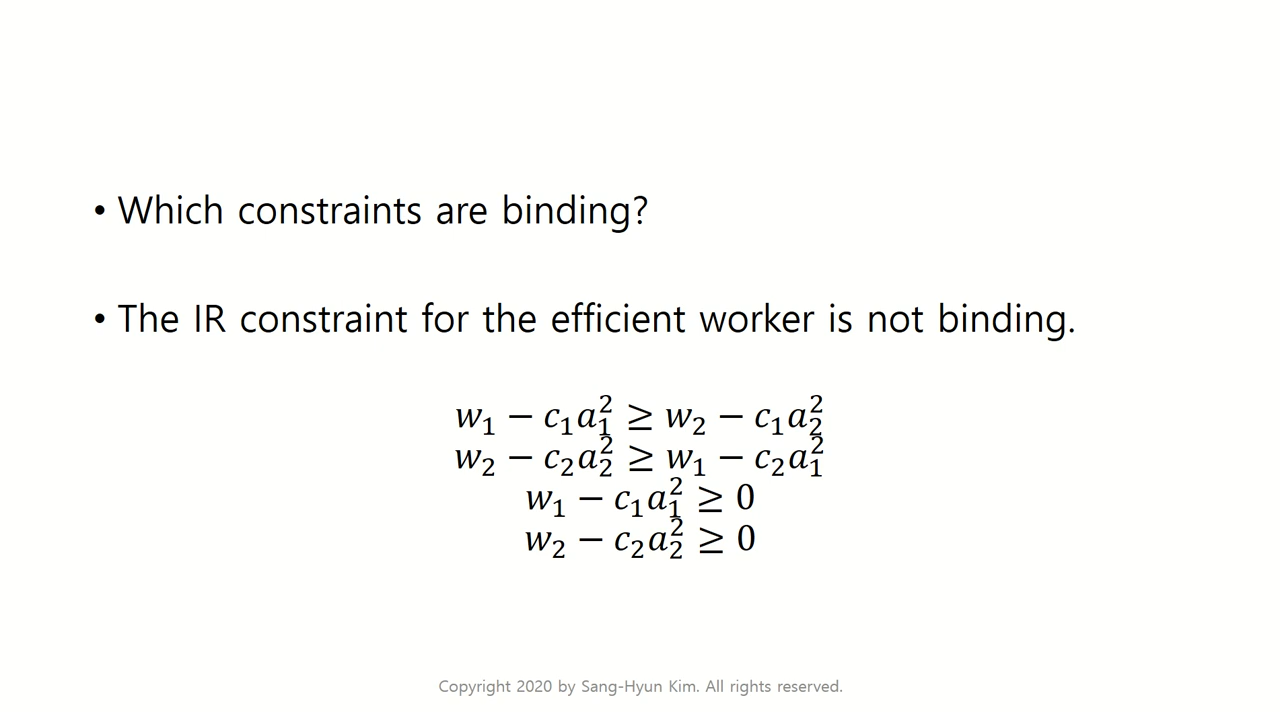 • Which constraints are binding?
• The IR constraint for the efficient worker is not binding.
w₁ − c₁a₁² ≥ w₂ − c₁a₂²
w₂ − c₂a₂² ≥ w₁ − c₂a₁²
w₁ − c₁a₁² ≥ 0
w₂ − c₂a₂² ≥ 0
Copyright 2020 by Sang-Hyun Kim. All rights reserved.